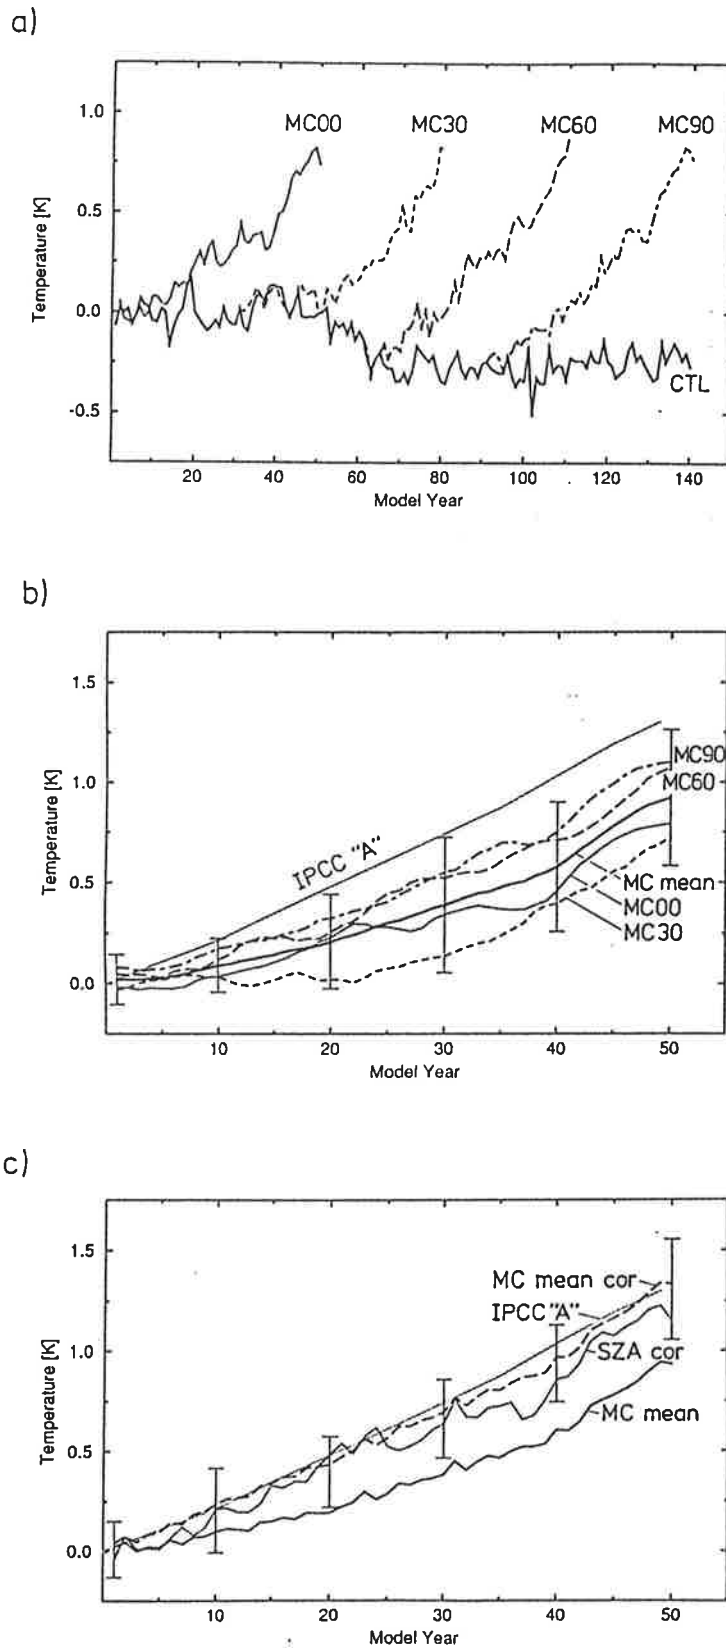 a)
MC00 MC30 MC60 MC90
1.0
0.5
0.0
-0.5
Temperature [K]
CTL
20 40 60 80 100 120 140
Model Year
b)
1.5
1.0
0.5
0.0
Temperature [K]
IPCC "A"
MC90
MC60
MC mean
MC00
MC30
10 20 30 40 50
Model Year
c)
1.5
1.0
0.5
0.0
Temperature [K]
MC mean cor
IPCC "A"
SZA cor
MC mean
10 20 30 40 50
Model Year